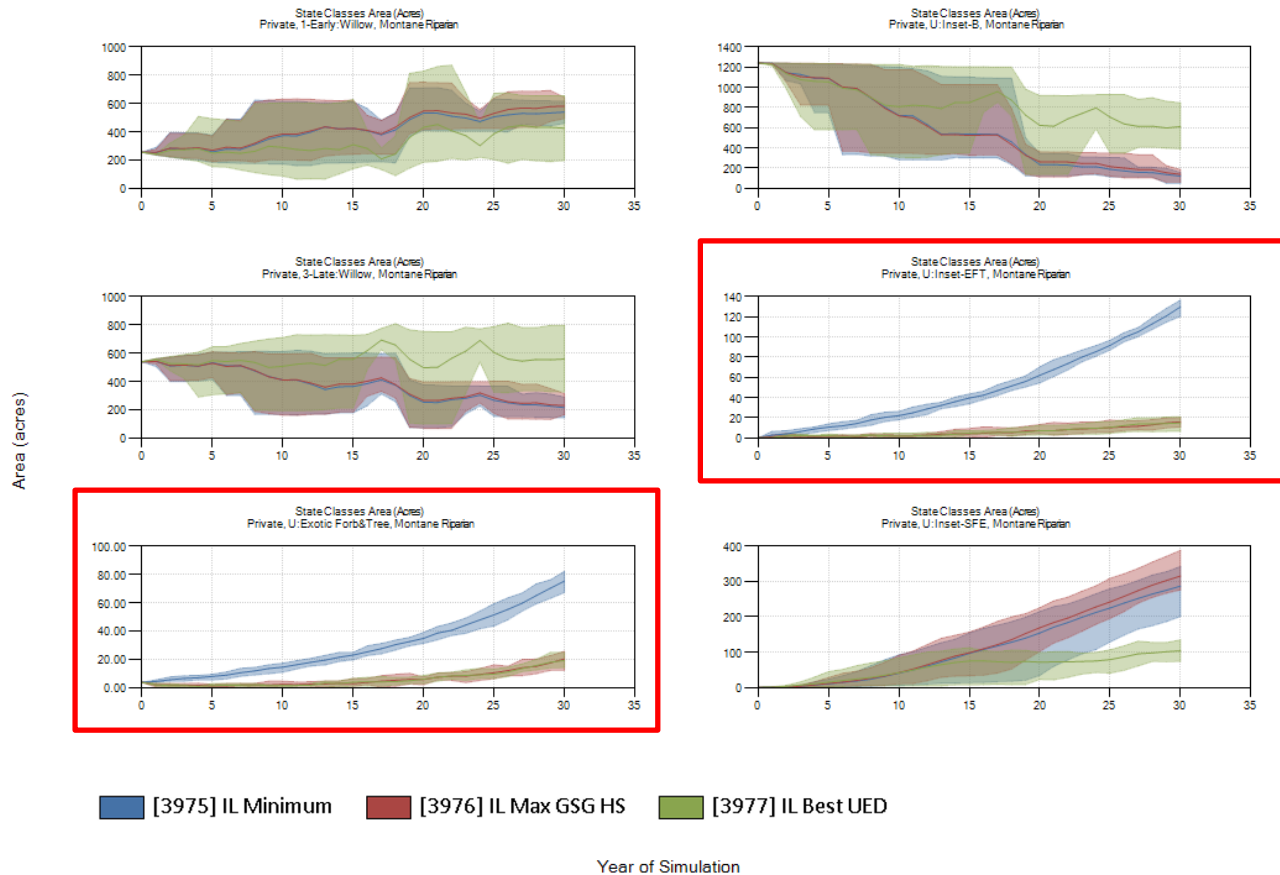 State Classes Area (Acres)
Private, 1-Early:Willow, Montane Riparian
1000
800
600
400
200
0
0 5 10 15 20 25 30 35
State Classes Area (Acres)
Private, U:Inset-B, Montane Riparian
1400
1200
1000
800
600
400
200
0
0 5 10 15 20 25 30 35
State Classes Area (Acres)
Private, 3-Late:Willow, Montane Riparian
1000
800
600
400
200
0
0 5 10 15 20 25 30 35
State Classes Area (Acres)
Private, U:Inset-EFT, Montane Riparian
140
120
100
80
60
40
20
0
0 5 10 15 20 25 30 35
Area (acres)
State Classes Area (Acres)
Private, U:Exotic Forb&Tree, Montane Riparian
100.00
80.00
60.00
40.00
20.00
0.00
0 5 10 15 20 25 30 35
State Classes Area (Acres)
Private, U:Inset-SFE, Montane Riparian
400
300
200
100
0
0 5 10 15 20 25 30 35
[3975] IL Minimum [3976] IL Max GSG HS [3977] IL Best UED
Year of Simulation